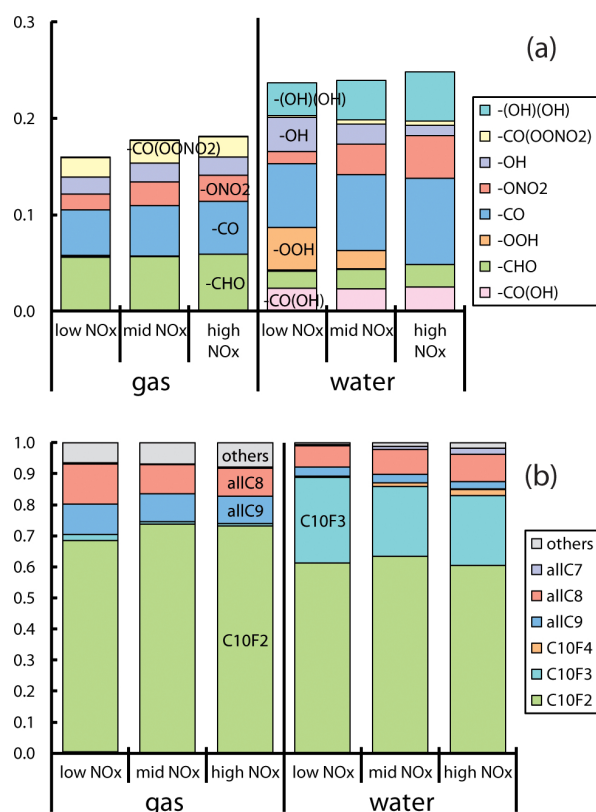 0.3
0.2
0.1
0.0
(a)
-CO(OONO2)
-ONO2
-CO
-CHO
-(OH)(OH)
-OH
-OOH
-CO(OH)
-(OH)(OH)
-CO(OONO2)
-OH
-ONO2
-CO
-OOH
-CHO
-CO(OH)
low NOx mid NOx high NOx low NOx mid NOx high NOx
gas water
(b)
1.0
0.9
0.8
0.7
0.6
0.5
0.4
0.3
0.2
0.1
0.0
others
allC8
allC9
C10F2
C10F3
others
allC7
allC8
allC9
C10F4
C10F3
C10F2
low NOx mid NOx high NOx low NOx mid NOx high NOx
gas water